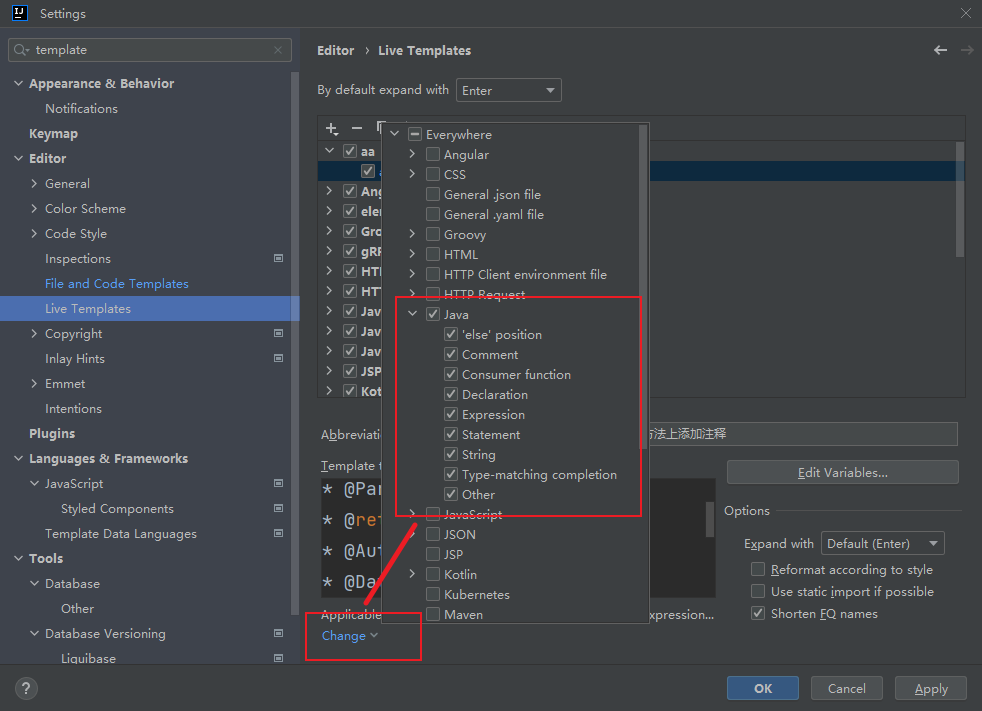 Settings
template
Appearance & Behavior
Notifications
Keymap
Editor
General
Color Scheme
Code Style
Inspections
File and Code Templates
Live Templates
Copyright
Inlay Hints
Emmet
Intentions
Plugins
Languages & Frameworks
JavaScript
Styled Components
Template Data Languages
Tools
Database
Other
Database Versioning
Liquibase
Editor › Live Templates
By default expand with Enter
aa
Ang
eler
Gro
gRP
HTI
HT
Jav
Jav
Jav
JSP
Kot
Everywhere
Angular
CSS
General .json file
General .yaml file
Groovy
HTML
HTTP Client environment file
HTTP Request
Java
'else' position
Comment
Consumer function
Declaration
Expression
Statement
String
Type-matching completion
Other
JavaScript
JSON
JSP
Kotlin
Kubernetes
Maven
Abbreviati
方法上添加注释
Template t
* @Par
* @ret
* @Aut
* @Da
Edit Variables...
Options
Expand with Default (Enter)
Reformat according to style
Use static import if possible
Shorten FQ names
Applicable
xpression...
Change
? OK Cancel Apply